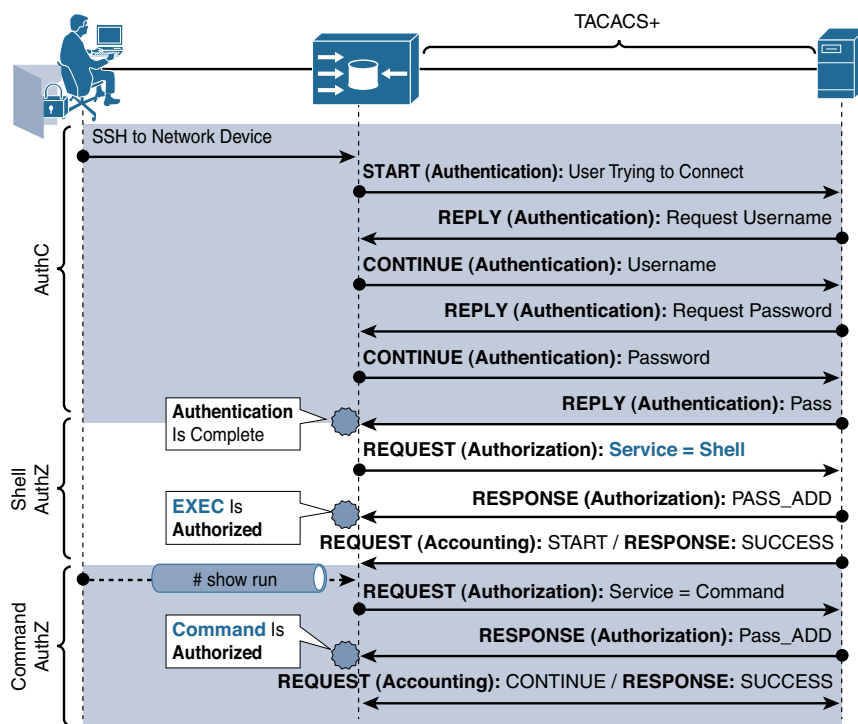 TACACS+
SSH to Network Device
START (Authentication): User Trying to Connect
REPLY (Authentication): Request Username
AuthC
CONTINUE (Authentication): Username
REPLY (Authentication): Request Password
CONTINUE (Authentication): Password
REPLY (Authentication): Pass
Authentication
Is Complete
REQUEST (Authorization): Service = Shell
Shell
AuthZ
RESPONSE (Authorization): PASS_ADD
EXEC Is
Authorized
REQUEST (Accounting): START / RESPONSE: SUCCESS
# show run
REQUEST (Authorization): Service = Command
Command
AuthZ
RESPONSE (Authorization): Pass_ADD
Command Is
Authorized
REQUEST (Accounting): CONTINUE / RESPONSE: SUCCESS